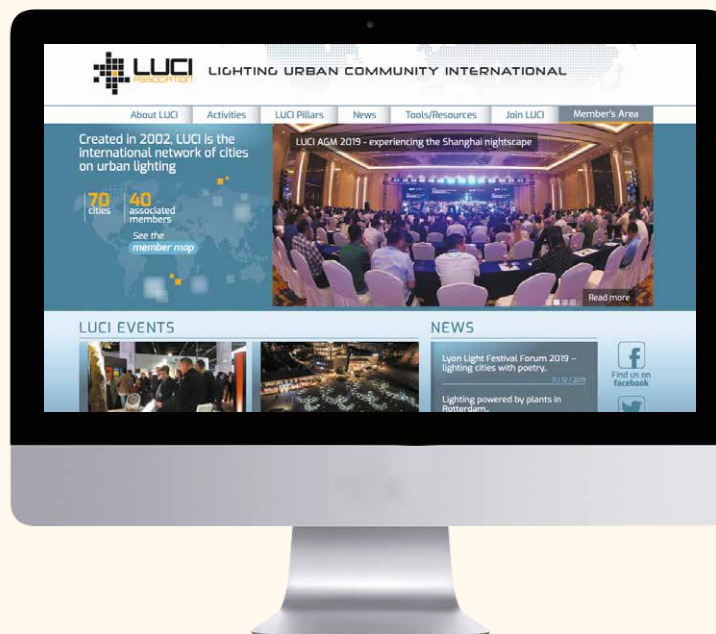 LUCI
ASSOCIATION
LIGHTING URBAN COMMUNITY INTERNATIONAL
About LUCI
Activities
LUCI Pillars
News
Tools/Resources
Join LUCI
Member's Area
Created in 2002, LUCI is the
international network of cities
on urban lighting
70
cities
40
associated
members
See the
member map
LUCI AGM 2019 - experiencing the Shanghai nightscape
Read more
LUCI EVENTS
NEWS
Lyon Light Festival Forum 2019 –
lighting cities with poetry..
11 / 12 / 2019
Lighting powered by plants in
Rotterdam..
Find us on
facebook